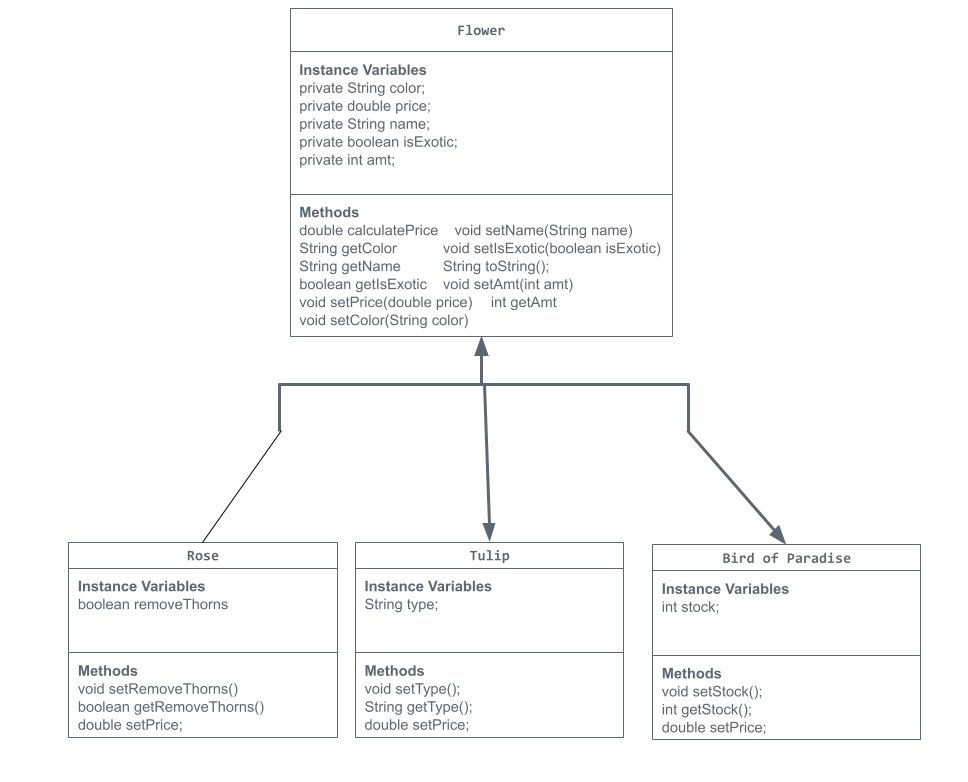 Flower
Instance Variables
private String color;
private double price;
private String name;
private boolean isExotic;
private int amt;
Methods
double calculatePrice void setName(String name)
String getColor void setIsExotic(boolean isExotic)
String getName String toString();
boolean getIsExotic void setAmt(int amt)
void setPrice(double price) int getAmt
void setColor(String color)
Rose
Instance Variables
boolean removeThorns
Methods
void setRemoveThorns()
boolean getRemoveThorns()
double setPrice;
Tulip
Instance Variables
String type;
Methods
void setType();
String getType();
double setPrice;
Bird of Paradise
Instance Variables
int stock;
Methods
void setStock();
int getStock();
double setPrice;